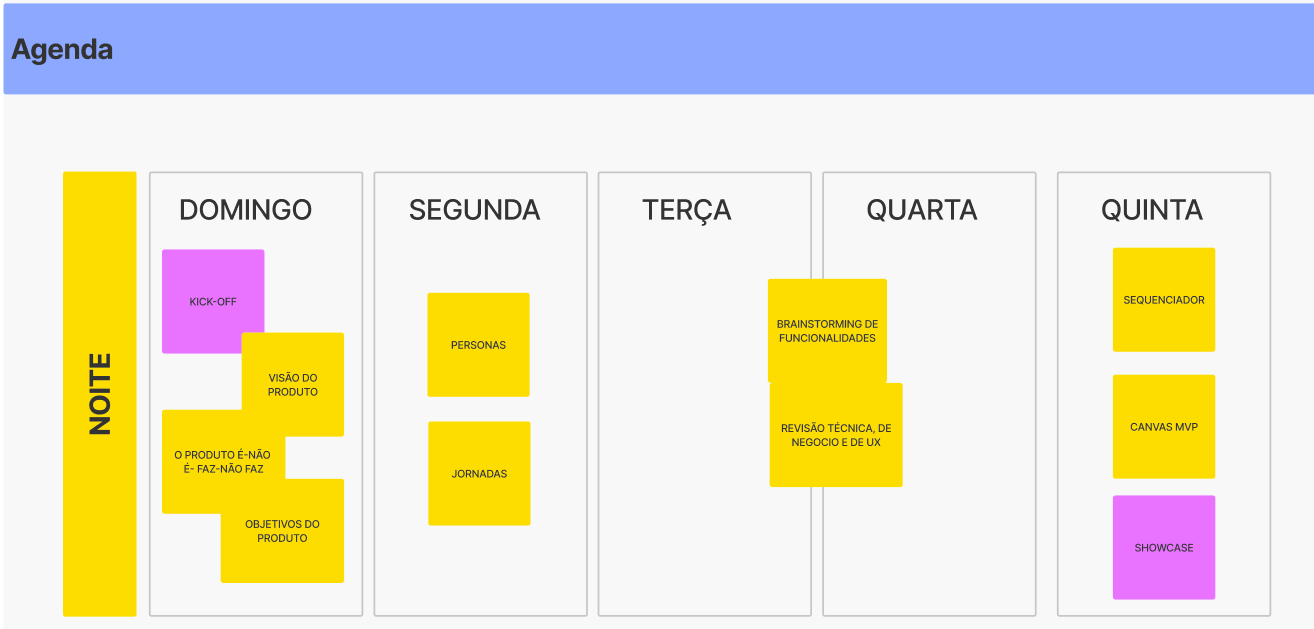 Agenda
NOITE
DOMINGO
KICK-OFF
VISÃO DO
PRODUTO
O PRODUTO É-NÃO
É- FAZ-NÃO FAZ
OBJETIVOS DO
PRODUTO
SEGUNDA
PERSONAS
JORNADAS
TERÇA
QUARTA
BRAINSTORMING DE
FUNCIONALIDADES
REVISÃO TÉCNICA, DE
NEGOCIO E DE UX
QUINTA
SEQUENCIADOR
CANVAS MVP
SHOWCASE